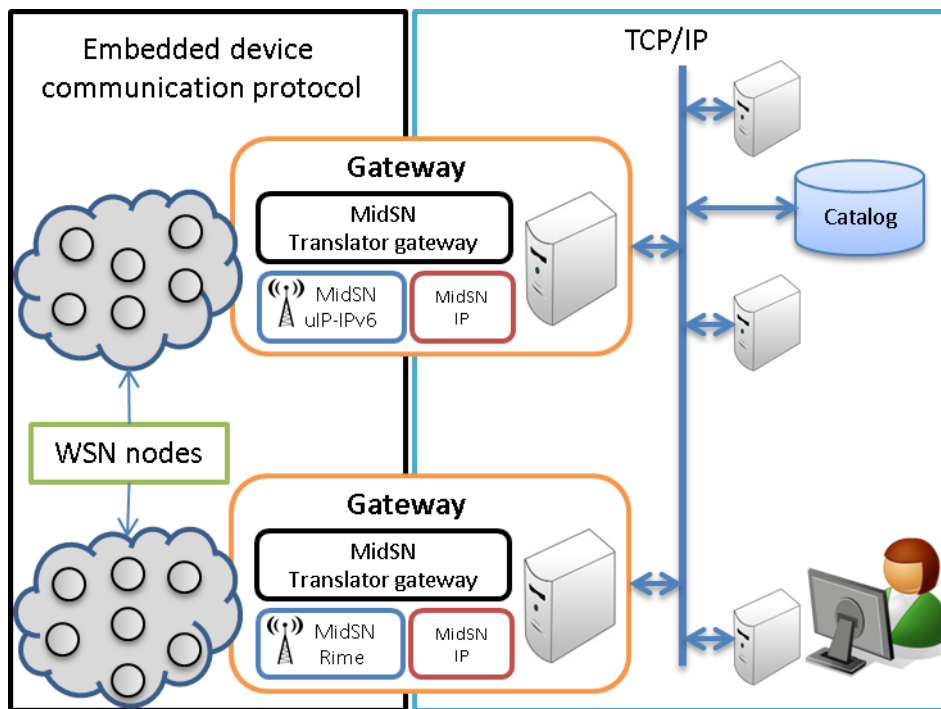 Embedded device
communication protocol
TCP/IP
Gateway
MidSN
Translator gateway
MidSN
uIP-IPv6
MidSN
IP
Catalog
WSN nodes
Gateway
MidSN
Translator gateway
MidSN
Rime
MidSN
IP